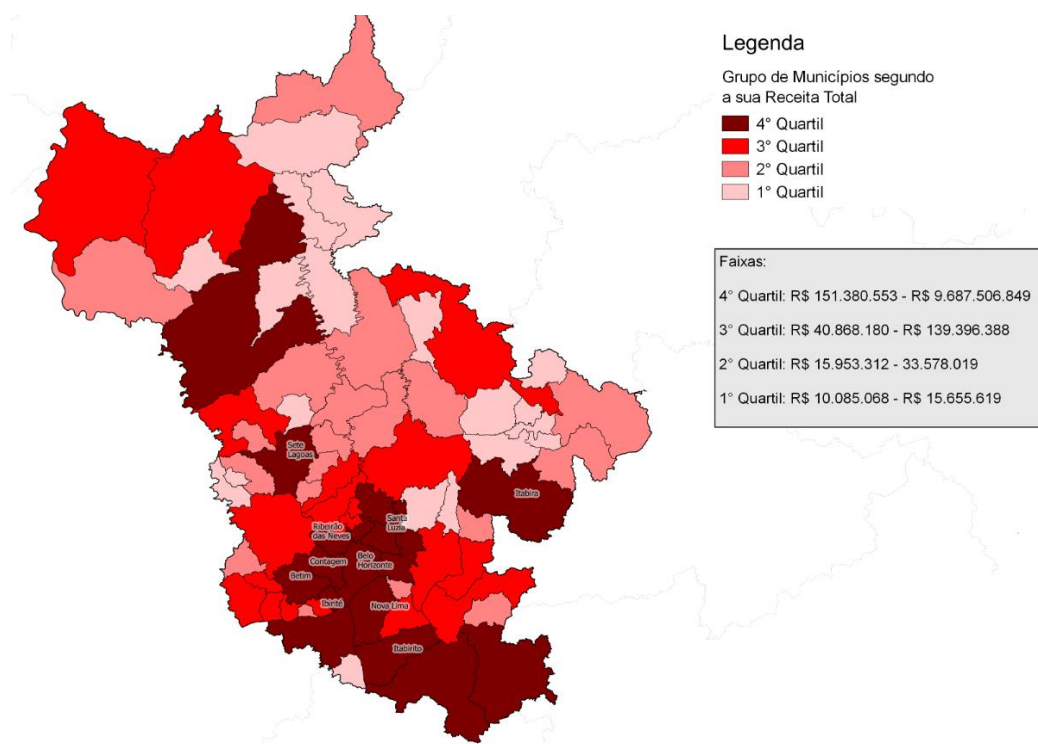 Legenda
Grupo de Municípios segundo
a sua Receita Total
4° Quartil
3° Quartil
2° Quartil
1° Quartil
Faixas:
4° Quartil: R$ 151.380.553 - R$ 9.687.506.849
3° Quartil: R$ 40.868.180 - R$ 139.396.388
2° Quartil: R$ 15.953.312 - 33.578.019
1° Quartil: R$ 10.085.068 - R$ 15.655.619
Sete
Lagoas
Itabira
Santa
Luzia
Ribeirão
das Neves
Belo
Horizonte
Contagem
Betim
Ibirité
Nova Lima
Itabirito